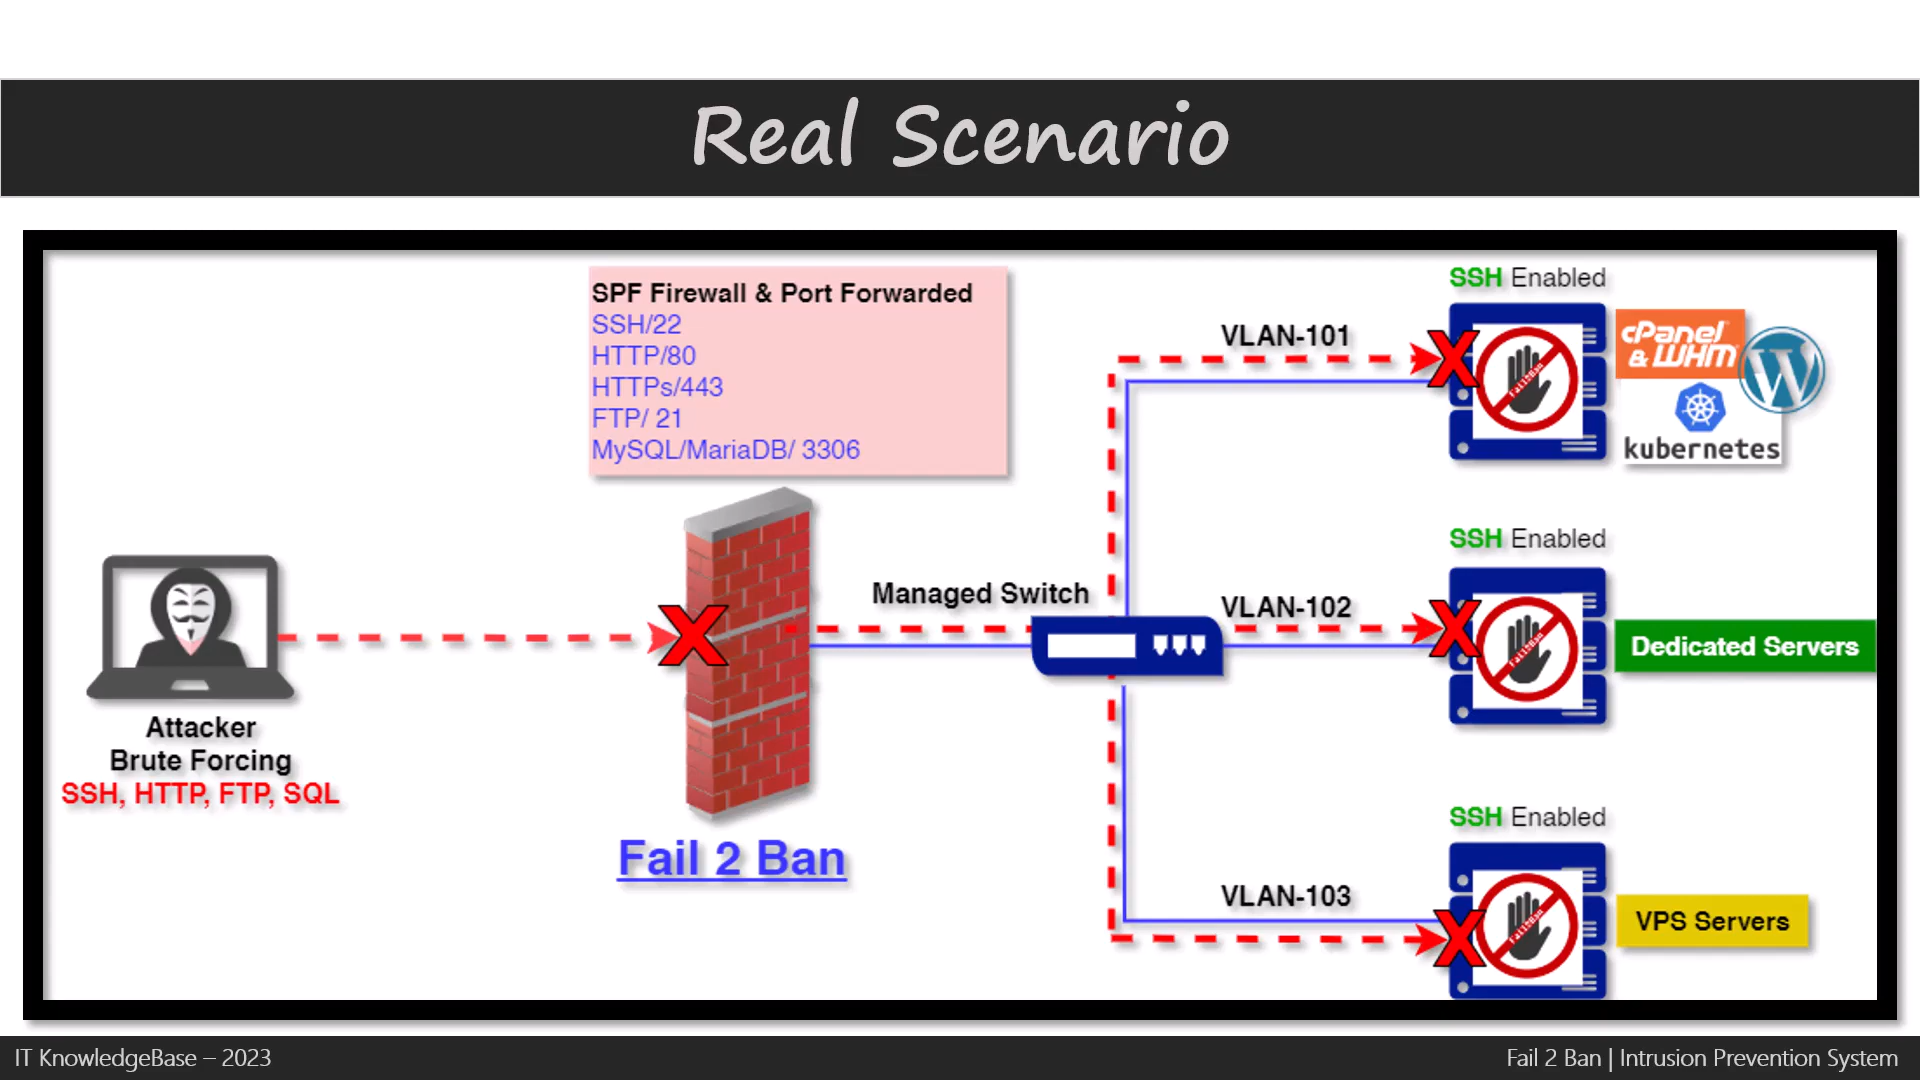 Real Scenario
SPF Firewall & Port Forwarded
SSH/22
HTTP/80
HTTPs/443
FTP/ 21
MySQL/MariaDB/ 3306
Attacker
Brute Forcing
SSH, HTTP, FTP, SQL
Fail 2 Ban
Managed Switch
VLAN-101
SSH Enabled
Fail2Ban
cPanel
& WHM
W
kubernetes
VLAN-102
SSH Enabled
Fail2Ban
Dedicated Servers
VLAN-103
SSH Enabled
Fail2Ban
VPS Servers
IT KnowledgeBase – 2023
Fail 2 Ban | Intrusion Prevention System